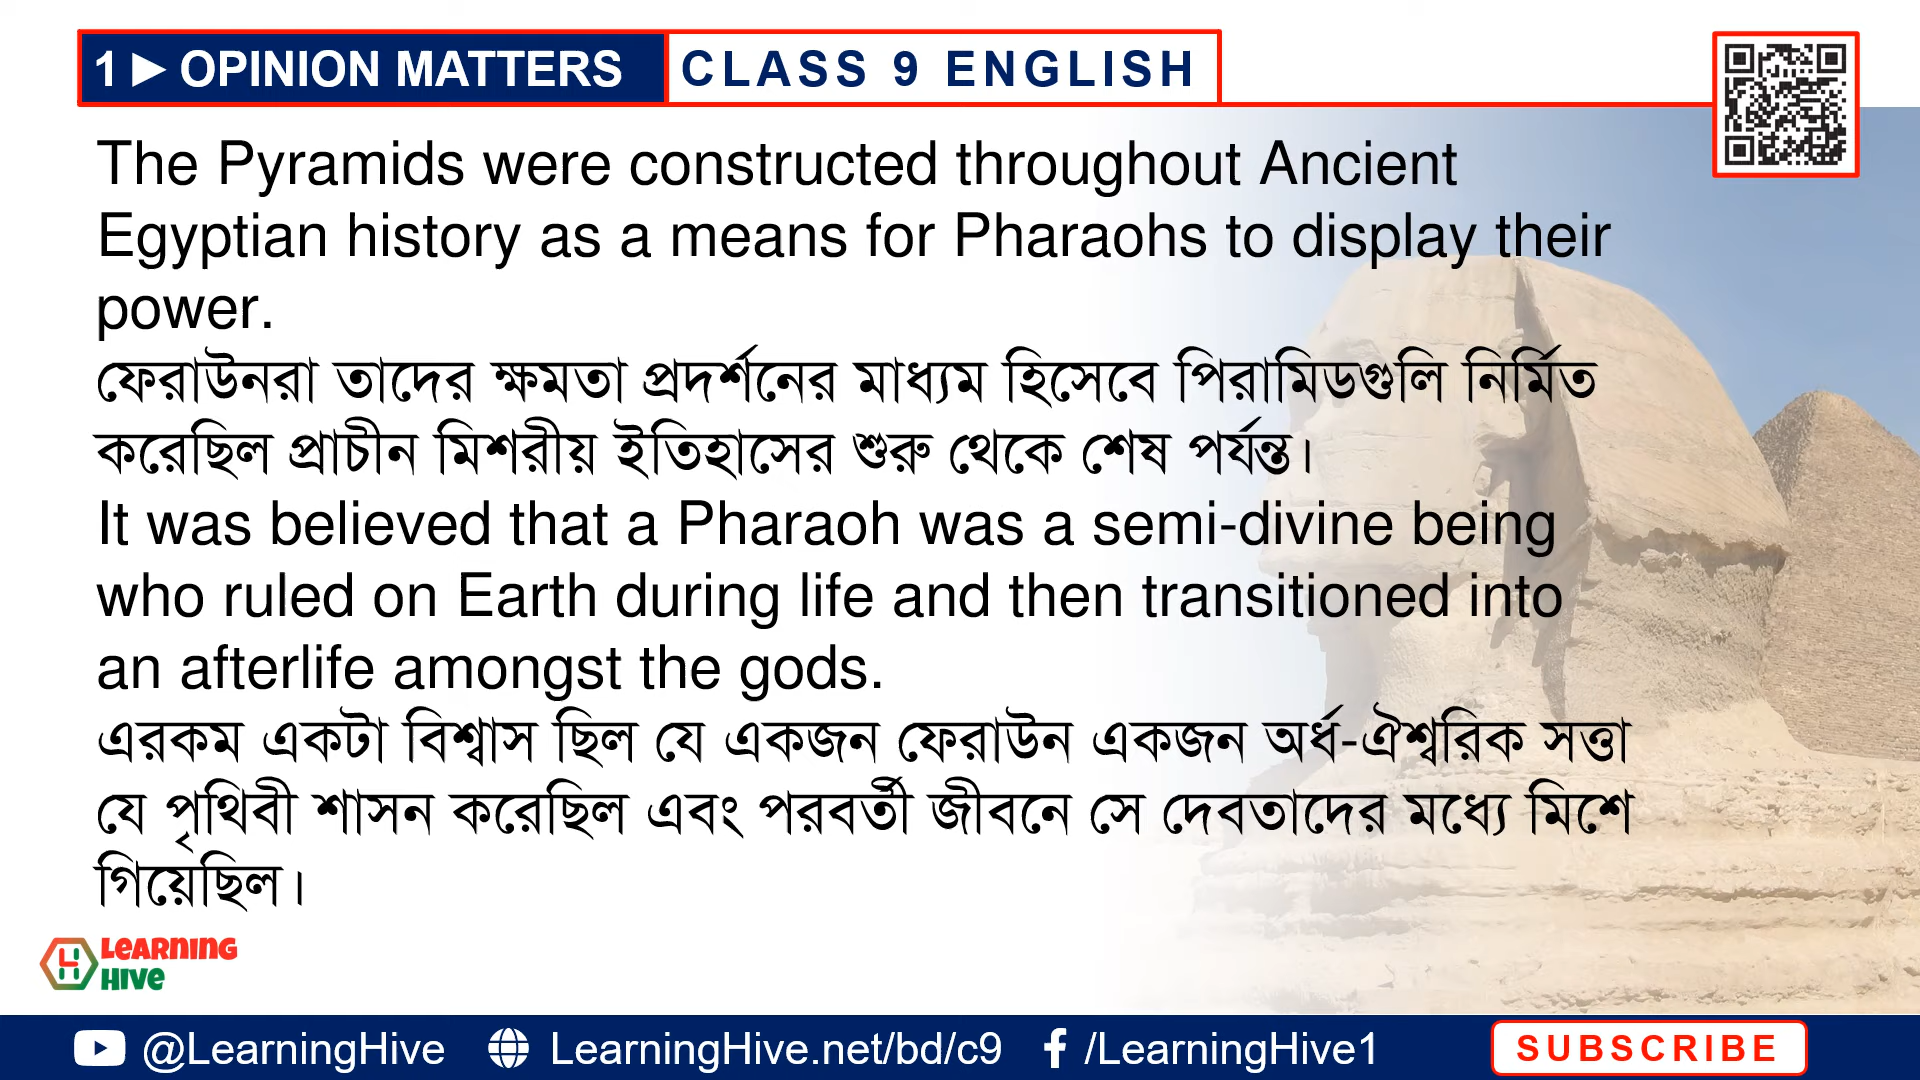 1►OPINION MATTERS CLASS 9 ENGLISH
The Pyramids were constructed throughout Ancient
Egyptian history as a means for Pharaohs to display their
power.
ফেরাউনরা তাদের ক্ষমতা প্রদর্শনের মাধ্যম হিসেবে পিরামিডগুলি নির্মিত
করেছিল প্রাচীন মিশরীয় ইতিহাসের শুরু থেকে শেষ পর্যন্ত।
It was believed that a Pharaoh was a semi-divine being
who ruled on Earth during life and then transitioned into
an afterlife amongst the gods.
এরকম একটা বিশ্বাস ছিল যে একজন ফেরাউন একজন অর্ধ-ঐশ্বরিক সত্তা
যে পৃথিবী শাসন করেছিল এবং পরবর্তী জীবনে সে দেবতাদের মধ্যে মিশে
গিয়েছিল।
LEARNING
HIVE
@LearningHive LearningHive.net/bd/c9 /LearningHive1 SUBSCRIBE